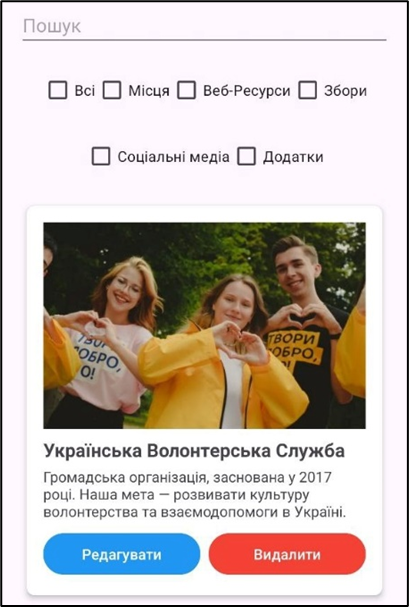 Пошук
Всі Місця Веб-Ресурси Збори
Соціальні медіа Додатки
ТВОРИ
ДОБРО,
О!
ТВОРИ
ОБРО,
О!
Українська Волонтерська Служба
Громадська організація, заснована у 2017
році. Наша мета — розвивати культуру
волонтерства та взаємодопомоги в Україні.
Редагувати Видалити